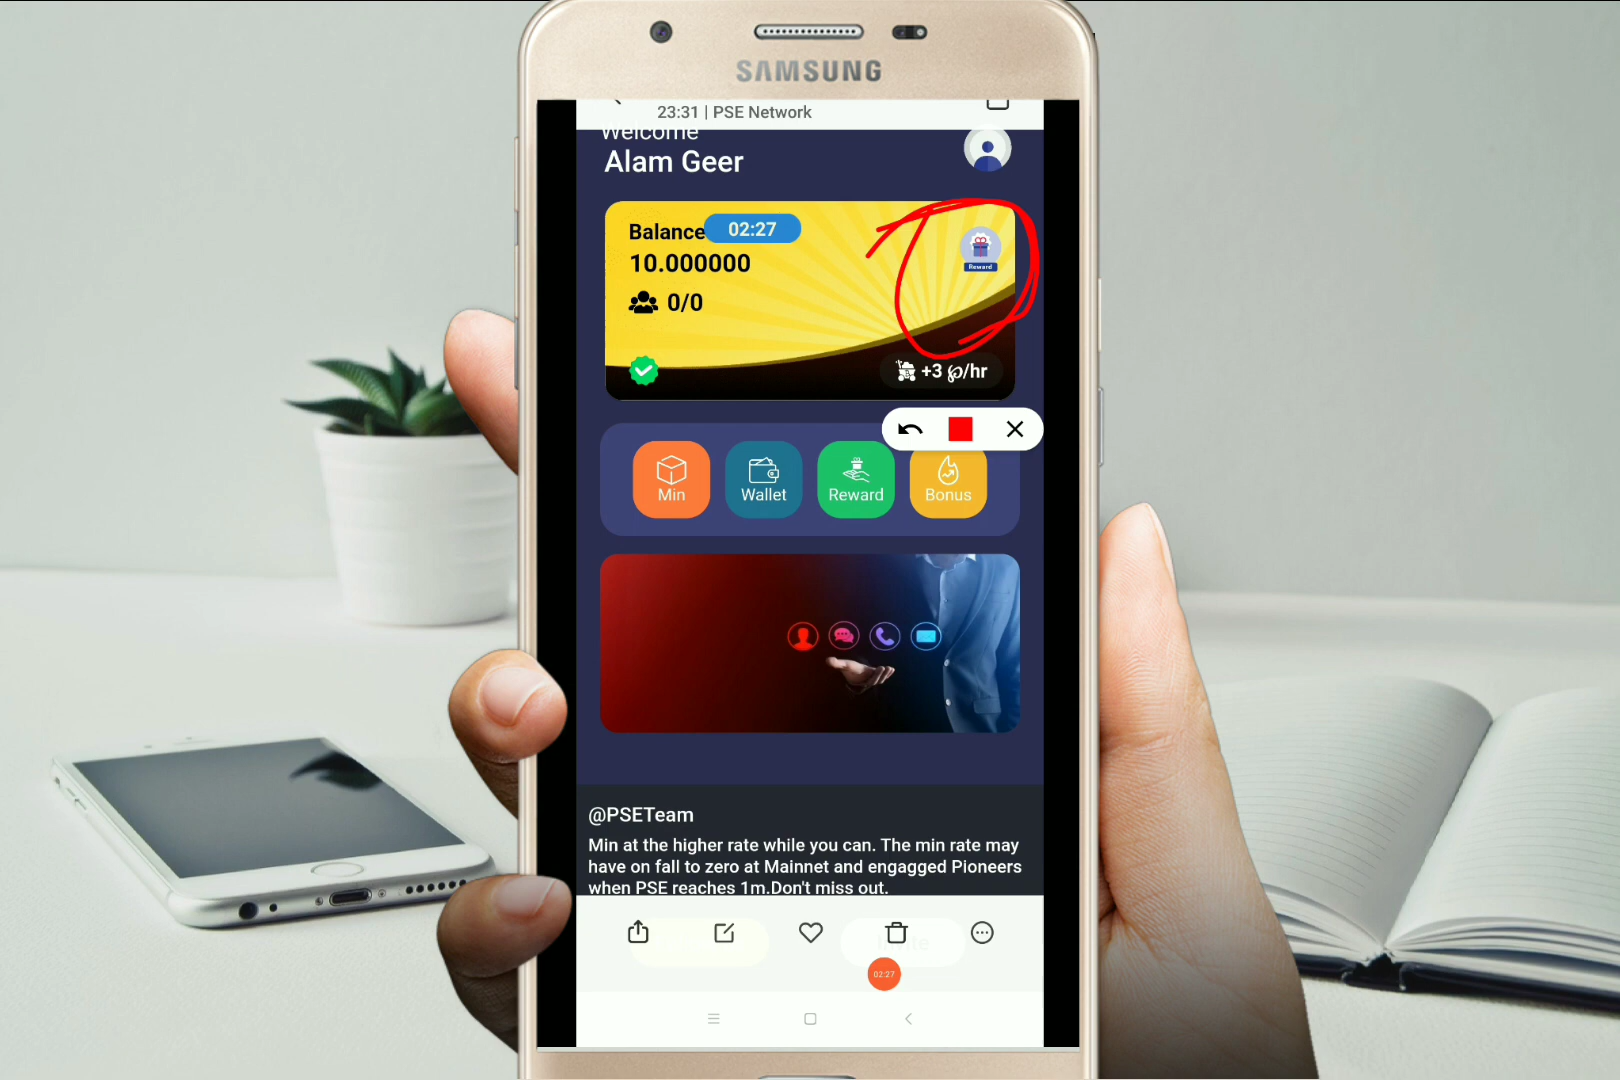 SAMSUNG
23:31 | PSE Network
Welcome
Alam Geer
Balance
02:27
10.000000
0/0
Reward
+3 ℘/hr
Min
Wallet
Reward
Bonus
@PSETeam
Min at the higher rate while you can. The min rate may
have on fall to zero at Mainnet and engagged Pioneers
when PSE reaches 1m.Don't miss out.
02:27